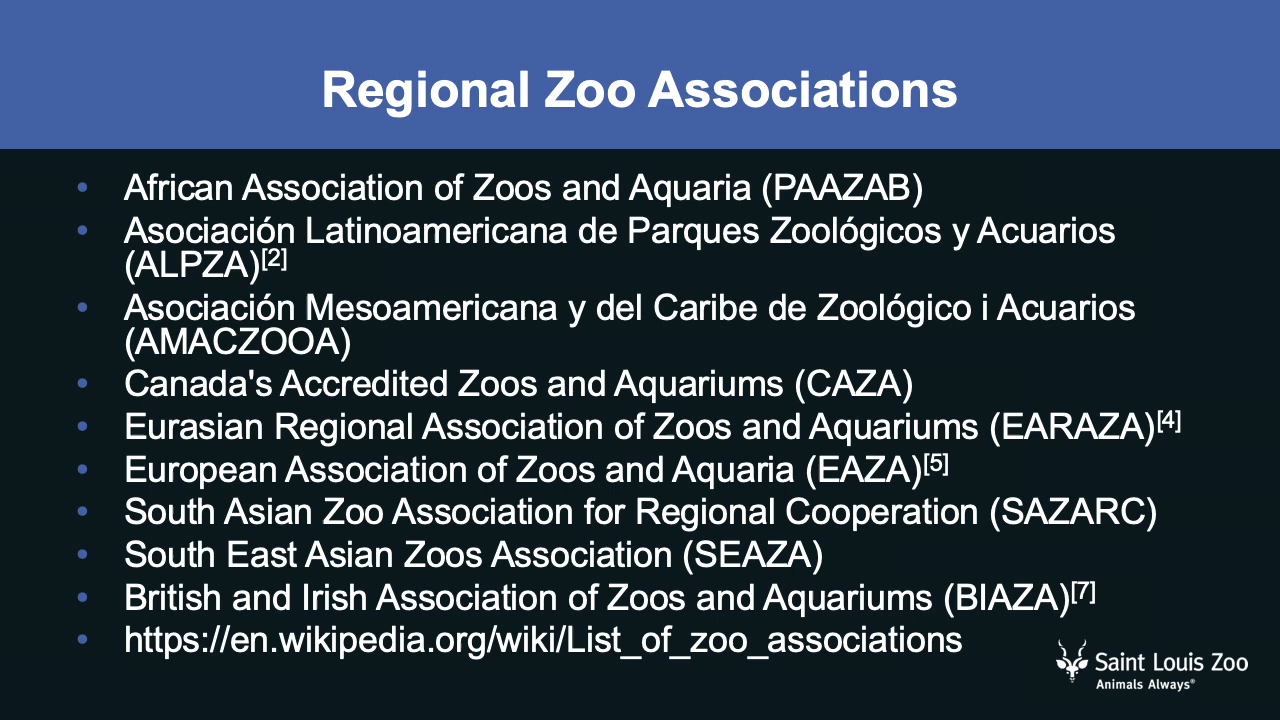 Regional Zoo Associations
• African Association of Zoos and Aquaria (PAAZAB)
• Asociación Latinoamericana de Parques Zoológicos y Acuarios
(ALPZA)[2]
• Asociación Mesoamericana y del Caribe de Zoológico i Acuarios
(AMACZOOA)
• Canada's Accredited Zoos and Aquariums (CAZA)
• Eurasian Regional Association of Zoos and Aquariums (EARAZA)[4]
• European Association of Zoos and Aquaria (EAZA)[5]
• South Asian Zoo Association for Regional Cooperation (SAZARC)
• South East Asian Zoos Association (SEAZA)
• British and Irish Association of Zoos and Aquariums (BIAZA)[7]
• https://en.wikipedia.org/wiki/List_of_zoo_associations
Saint Louis Zoo
Animals Always®